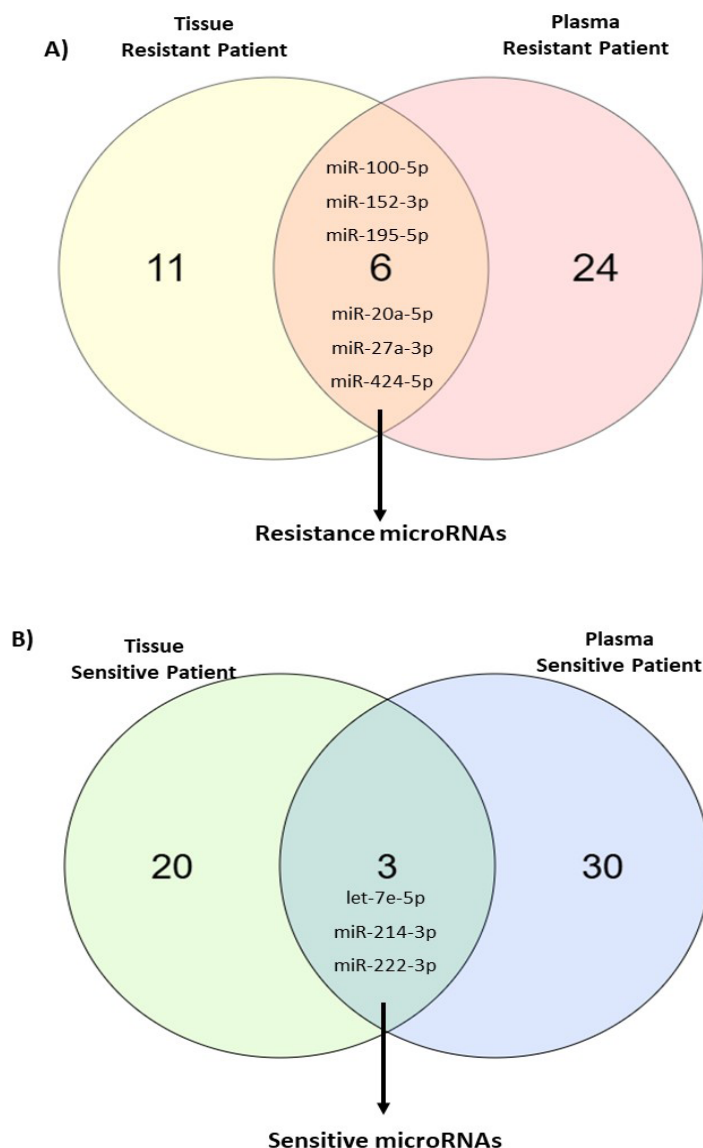 A)
Tissue
Resistant Patient
Plasma
Resistant Patient
miR-100-5p
miR-152-3p
miR-195-5p
11
6
24
miR-20a-5p
miR-27a-3p
miR-424-5p
Resistance microRNAs
B)
Tissue
Sensitive Patient
Plasma
Sensitive Patient
20
3
30
let-7e-5p
miR-214-3p
miR-222-3p
Sensitive microRNAs